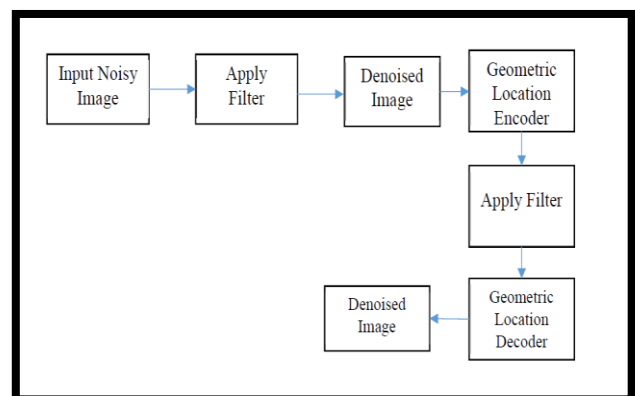 Input Noisy
Image
Apply
Filter
Denoised
Image
Geometric
Location
Encoder
Apply Filter
Geometric
Location
Decoder
Denoised
Image